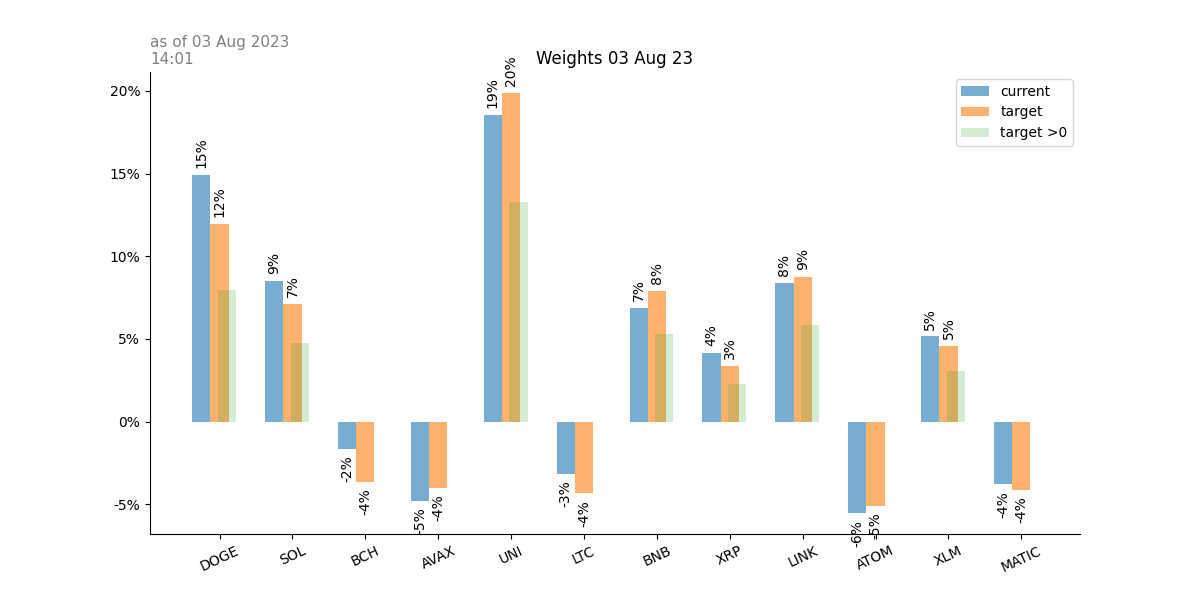 as of 03 Aug 2023
14:01
Weights 03 Aug 23
current
target
target >0
20%
15%
10%
5%
0%
-5%
15%
12%
9%
7%
-2%
-4%
-5%
-4%
19%
20%
-3%
-4%
7%
8%
4%
3%
8%
9%
-6%
-5%
5%
5%
-4%
-4%
DOGE
SOL
BCH
AVAX
UNI
LTC
BNB
XRP
LINK
ATOM
XLM
MATIC